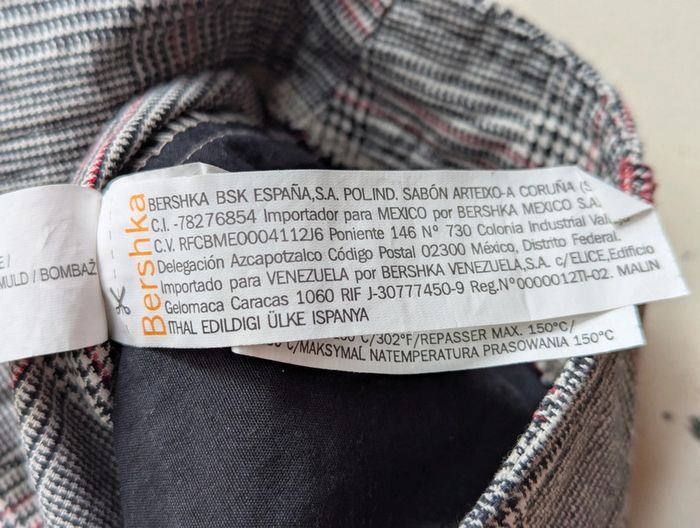 Bershka
BERSHKA BSK ESPAÑA,S.A. POL.IND. SABÓN ARTEIXO-A CORUÑA (S
C.I. -78276854 Importador para MEXICO por BERSHKA MEXICO S.A.
C.V. RFCBME0004112J6 Poniente 146 Nº 730 Colonia Industrial
Delegación Azcapotzalco Código Postal 02300 México, Distrito Federal.
Importado para VENEZUELA por BERSHKA VENEZUELA,S.A. c/ELICE,Edificio
Gelomaca Caracas 1060 RIF J-30777450-9 Reg.Nº0000012TI-02. MALIN
ITHAL EDILDIGI ÜLKE ISPANYA
MULD / BOMBAŽ
C/302°F/REPASSER MAX. 150°C/
C/MAKSYMAL NATEMPERATURA PRASOWANIA 150°C